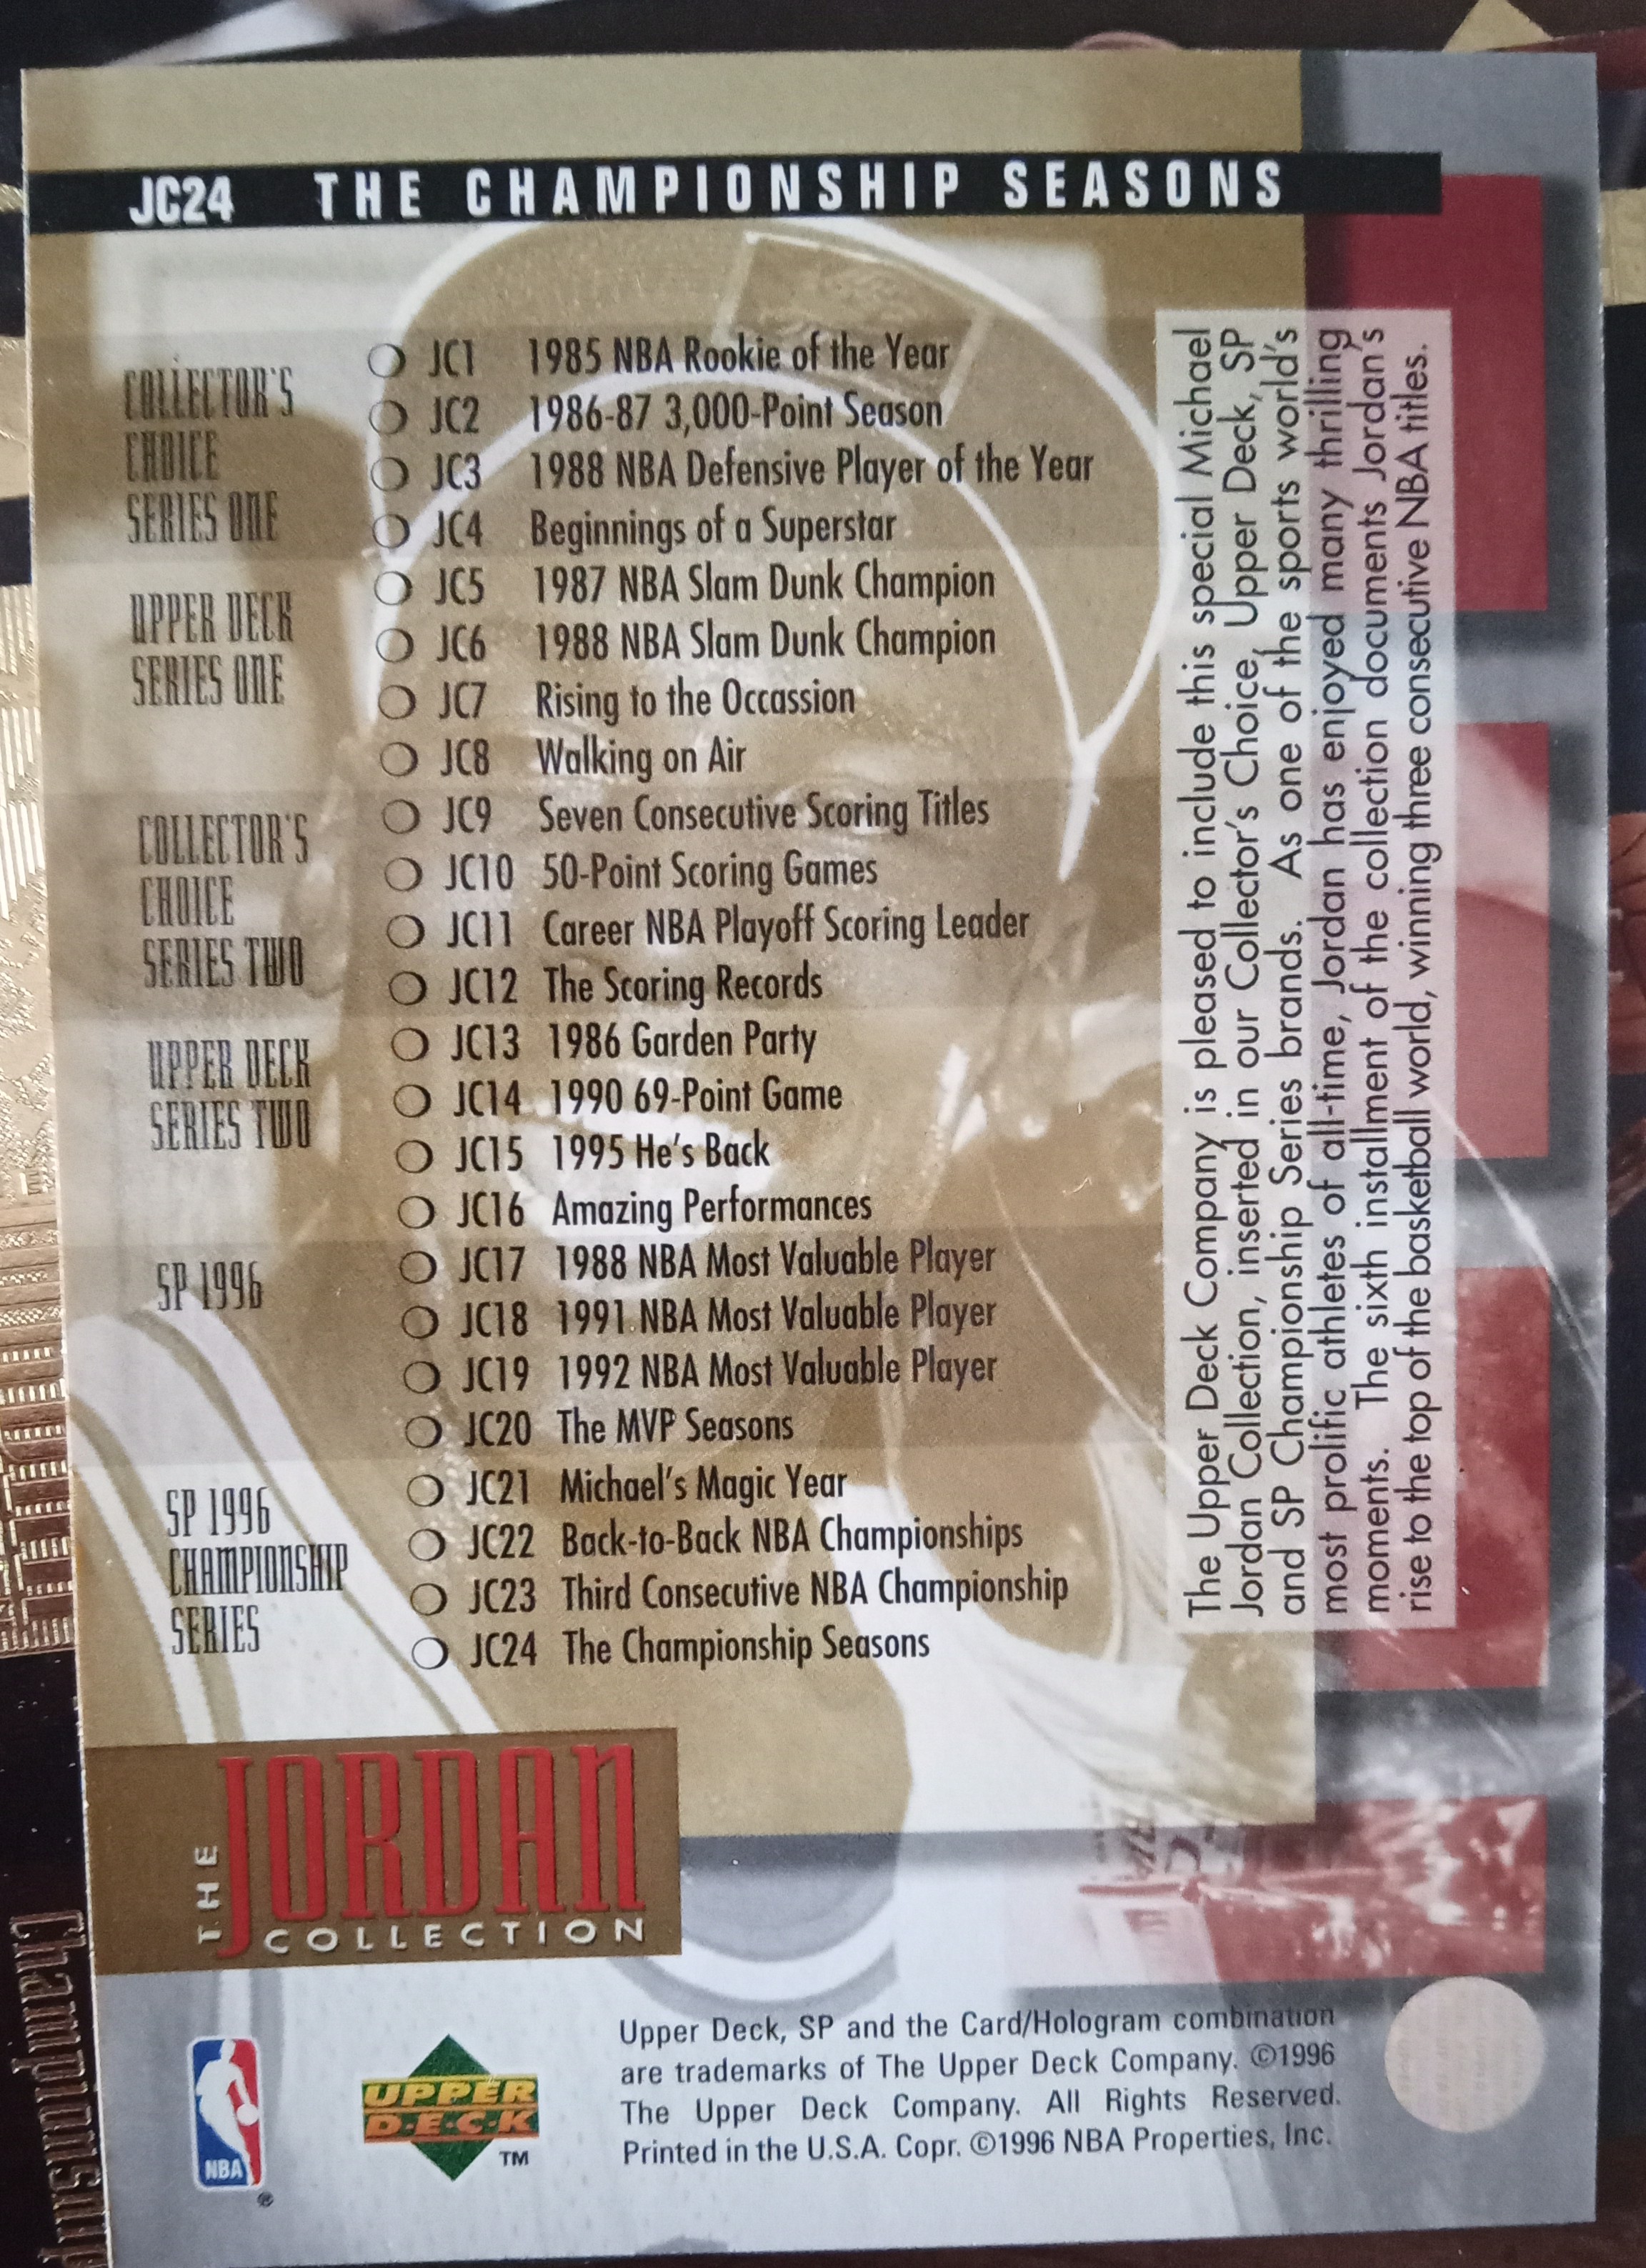 JC24 THE CHAMPIONSHIP SEASONS
COLLECTOR'S
CHOICE
SERIES ONE
JC1 1985 NBA Rookie of the Year
JC2 1986-87 3,000-Point Season
JC3 1988 NBA Defensive Player of the Year
JC4 Beginnings of a Superstar
UPPER DECK
SERIES ONE
JC5 1987 NBA Slam Dunk Champion
JC6 1988 NBA Slam Dunk Champion
JC7 Rising to the Occassion
JC8 Walking on Air
COLLECTOR'S
CHOICE
SERIES TWO
JC9 Seven Consecutive Scoring Titles
JC10 50-Point Scoring Games
JC11 Career NBA Playoff Scoring Leader
JC12 The Scoring Records
UPPER DECK
SERIES TWO
JC13 1986 Garden Party
JC14 1990 69-Point Game
JC15 1995 He's Back
JC16 Amazing Performances
SP 1996
JC17 1988 NBA Most Valuable Player
JC18 1991 NBA Most Valuable Player
JC19 1992 NBA Most Valuable Player
JC20 The MVP Seasons
SP 1996
CHAMPIONSHIP
SERIES
JC21 Michael's Magic Year
JC22 Back-to-Back NBA Championships
JC23 Third Consecutive NBA Championship
JC24 The Championship Seasons
The Upper Deck Company is pleased to include this special Michael
Jordan Collection, inserted in our Collector's Choice, Upper Deck, SP
and SP Championship Series brands. As one of the sports world's
most prolific athletes of all-time, Jordan has enjoyed many thrilling
moments. The sixth installment of the collection documents Jordan's
rise to the top of the basketball world, winning three consecutive NBA titles.
THE
JORDAN
COLLECTION
NBA
®
UPPER
D·E·C·K
TM
Upper Deck, SP and the Card/Hologram combination
are trademarks of The Upper Deck Company. ©1996
The Upper Deck Company. All Rights Reserved.
Printed in the U.S.A. Copr. ©1996 NBA Properties, Inc.
Championship